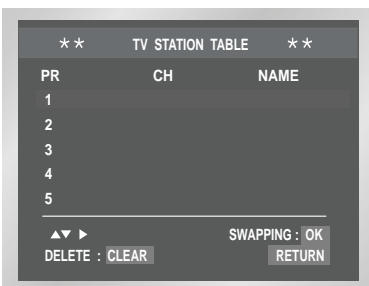 ** TV STATION TABLE **
PR CH NAME
1
2
3
4
5
▲▼ ▶ SWAPPING : OK
DELETE : CLEAR RETURN